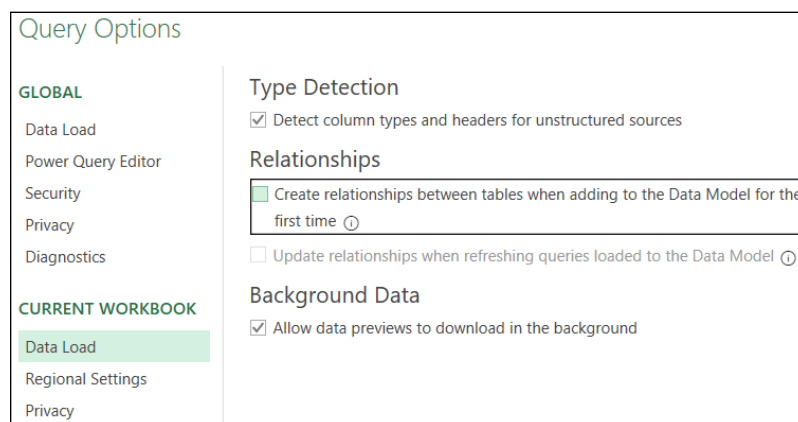 Query Options
GLOBAL
Data Load
Power Query Editor
Security
Privacy
Diagnostics
CURRENT WORKBOOK
Data Load
Regional Settings
Privacy
Type Detection
Detect column types and headers for unstructured sources
Relationships
Create relationships between tables when adding to the Data Model for the
first time
Update relationships when refreshing queries loaded to the Data Model
Background Data
Allow data previews to download in the background